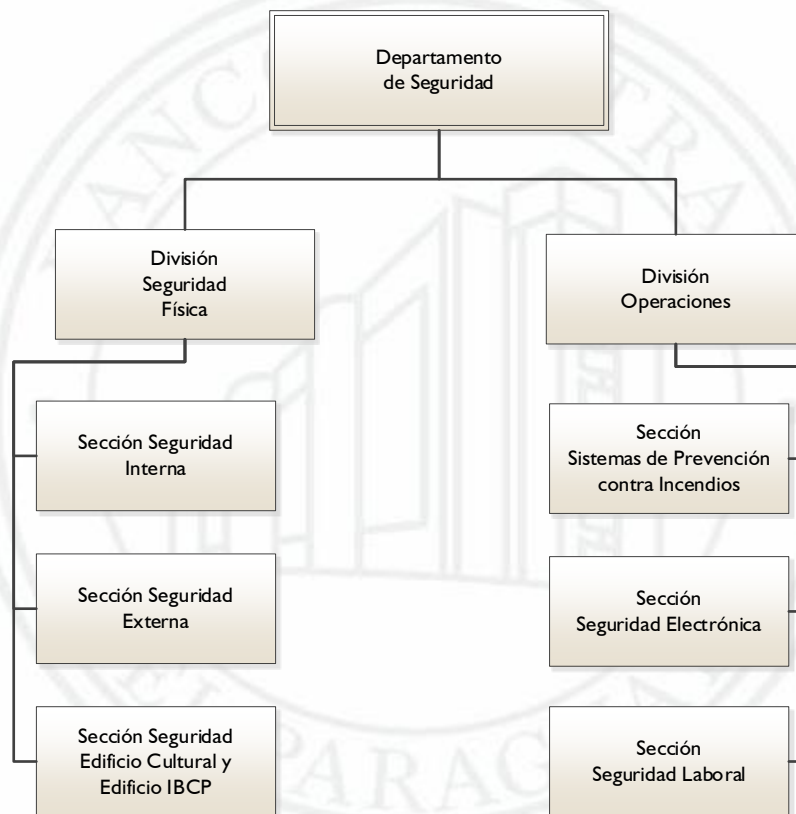 Departamento
de Seguridad
División
Seguridad
Física
División
Operaciones
Sección Seguridad
Interna
Sección
Sistemas de Prevención
contra Incendios
Sección Seguridad
Externa
Sección
Seguridad Electrónica
Sección Seguridad
Edificio Cultural y
Edificio IBCP
Sección
Seguridad Laboral